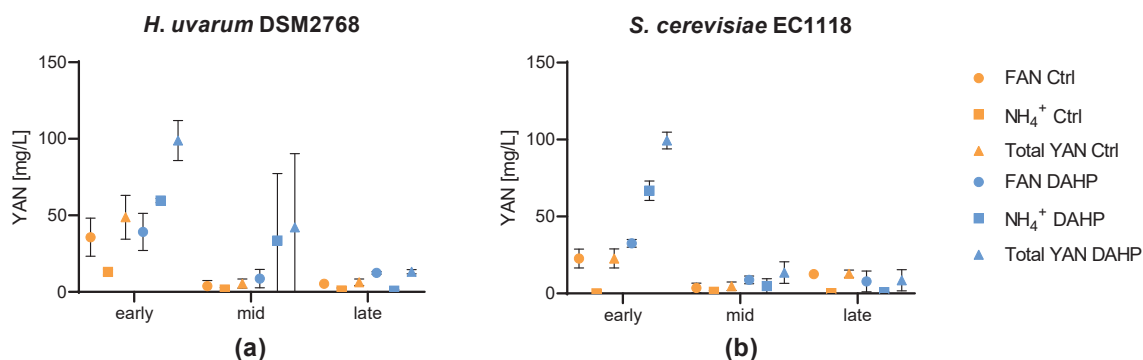 H. uvarum DSM2768
150
100
50
0
YAN [mg/L]
early mid late
(a)
S. cerevisiae EC1118
150
100
50
0
YAN [mg/L]
early mid late
(b)
FAN Ctrl
NH₄⁺ Ctrl
Total YAN Ctrl
FAN DAHP
NH₄⁺ DAHP
Total YAN DAHP